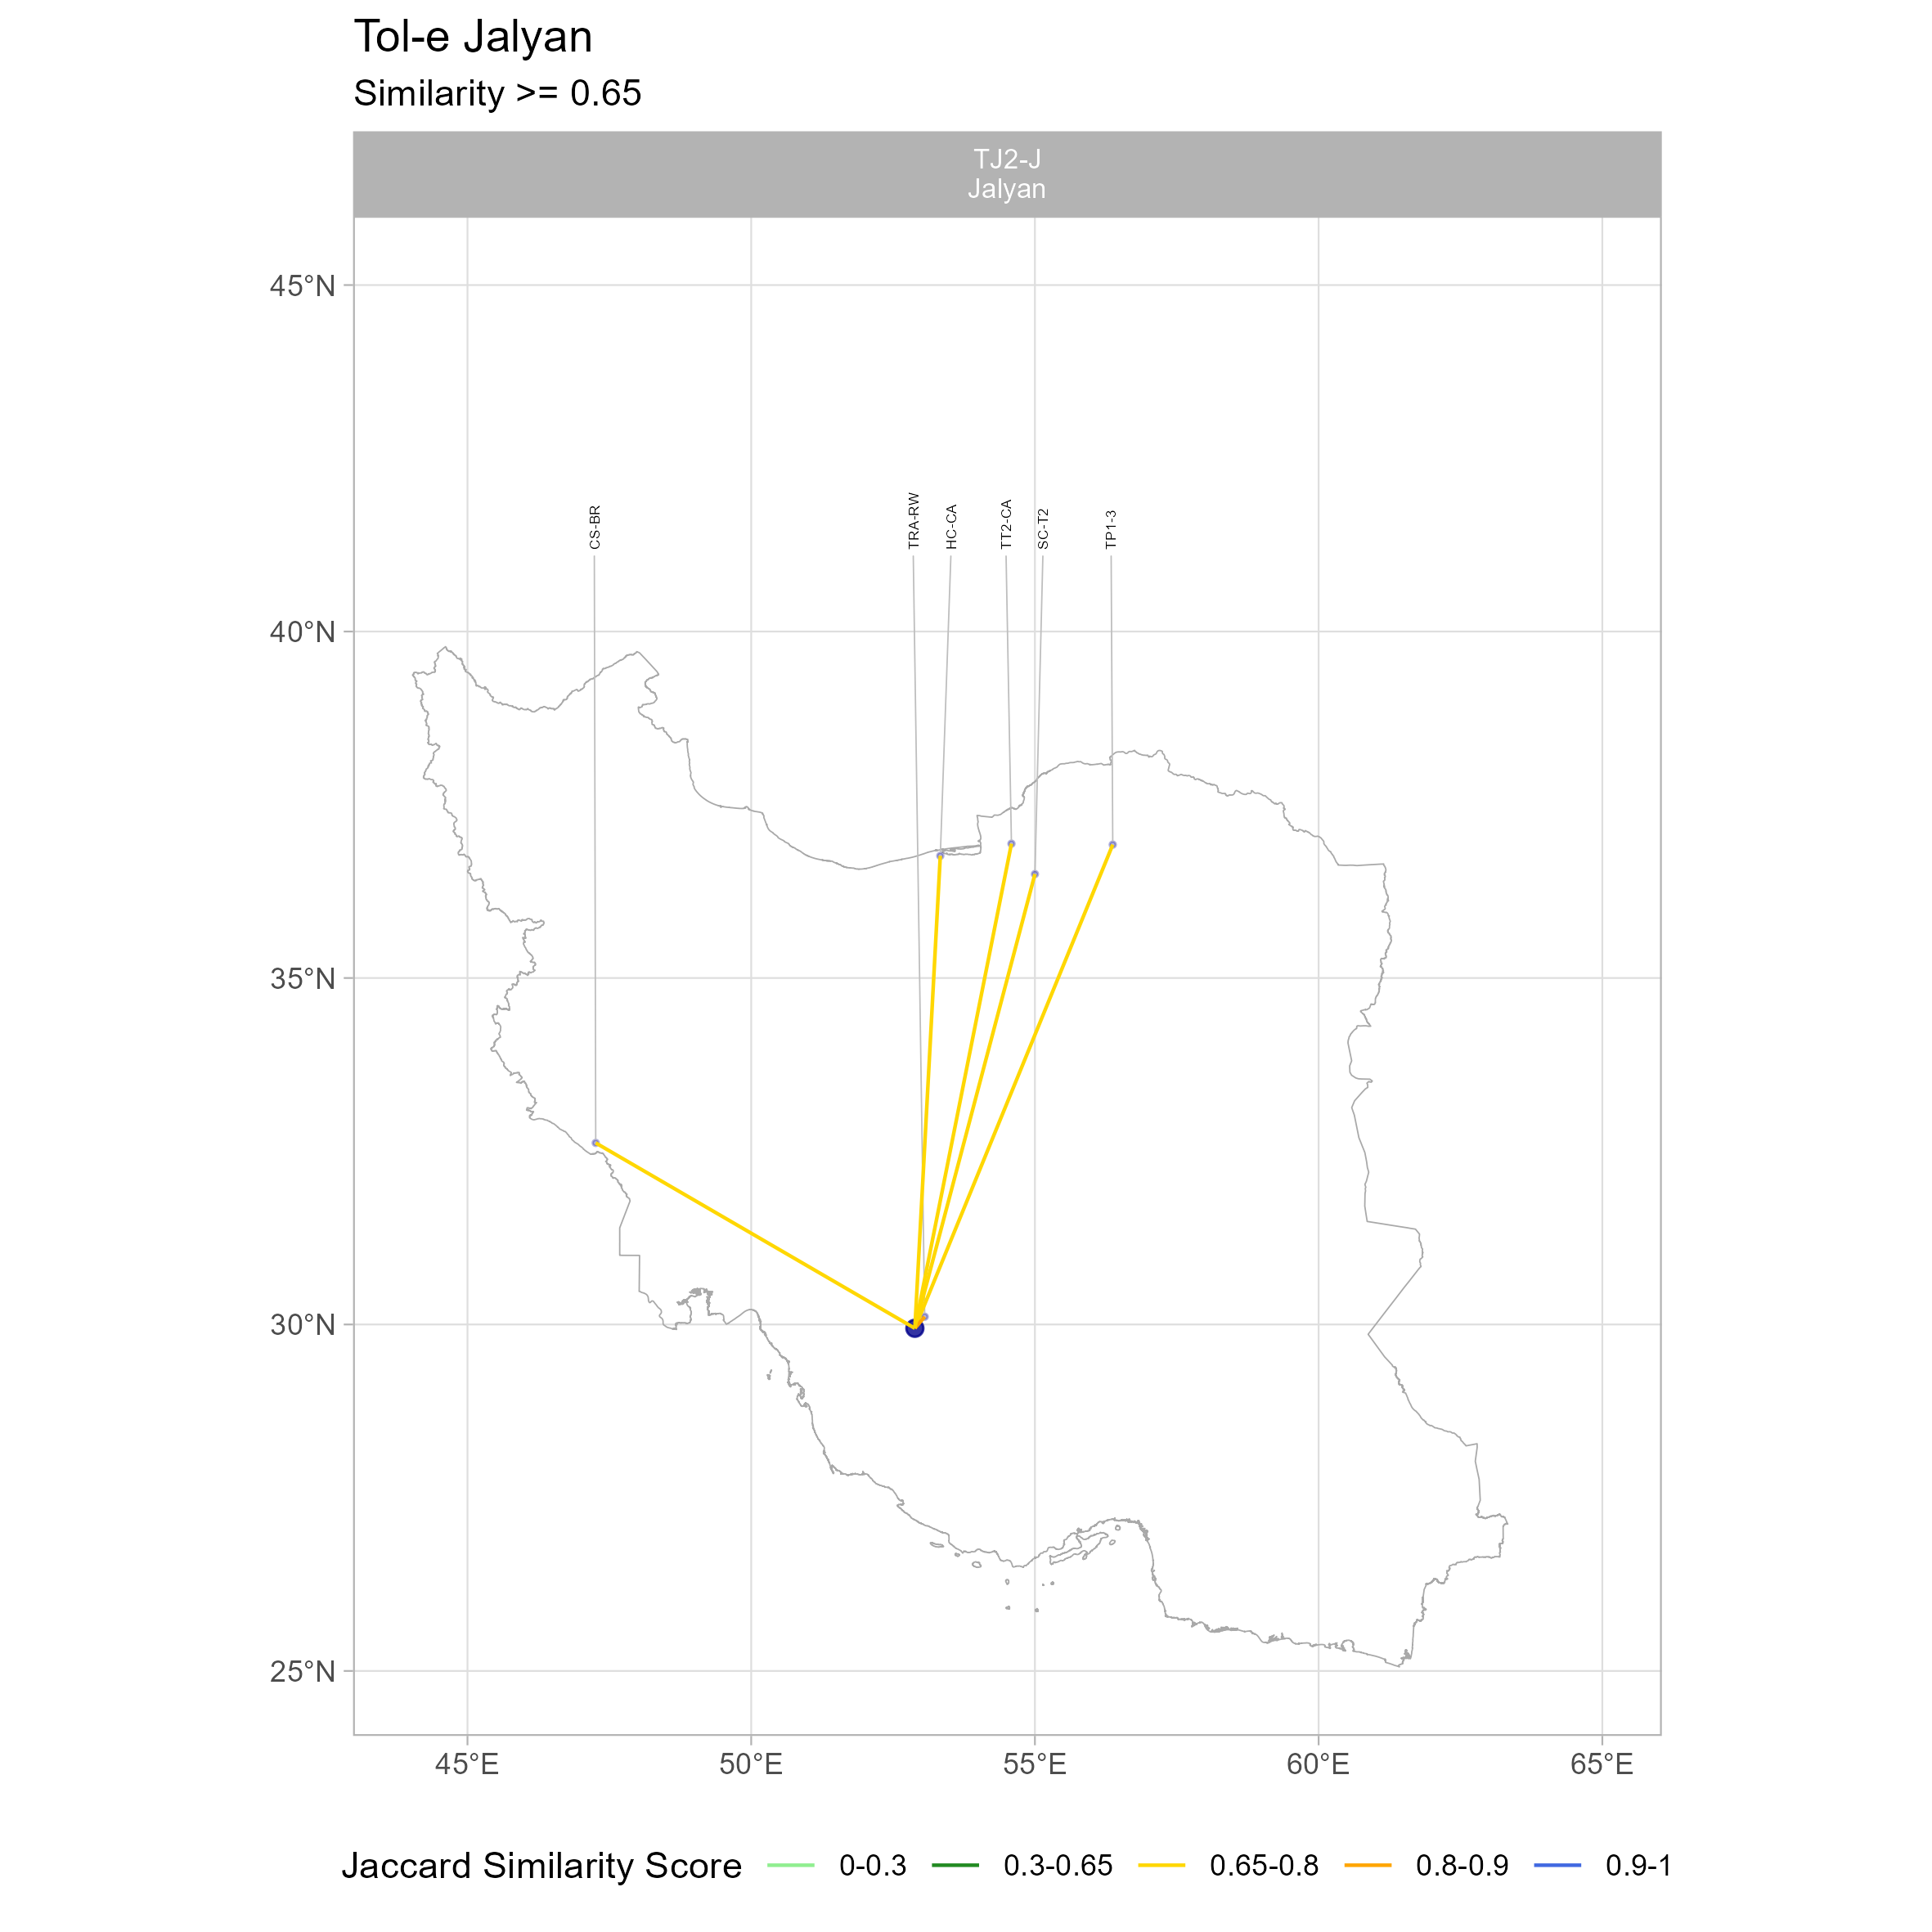 Tol-e Jalyan
Similarity >= 0.65
TJ2-J
Jalyan
45°N
40°N
35°N
30°N
25°N
CS-BR
TRA-RW
HC-CA
TT2-CA
SC-T2
TP1-3
45°E
50°E
55°E
60°E
65°E
Jaccard Similarity Score 0-0.3 0.3-0.65 0.65-0.8 0.8-0.9 0.9-1